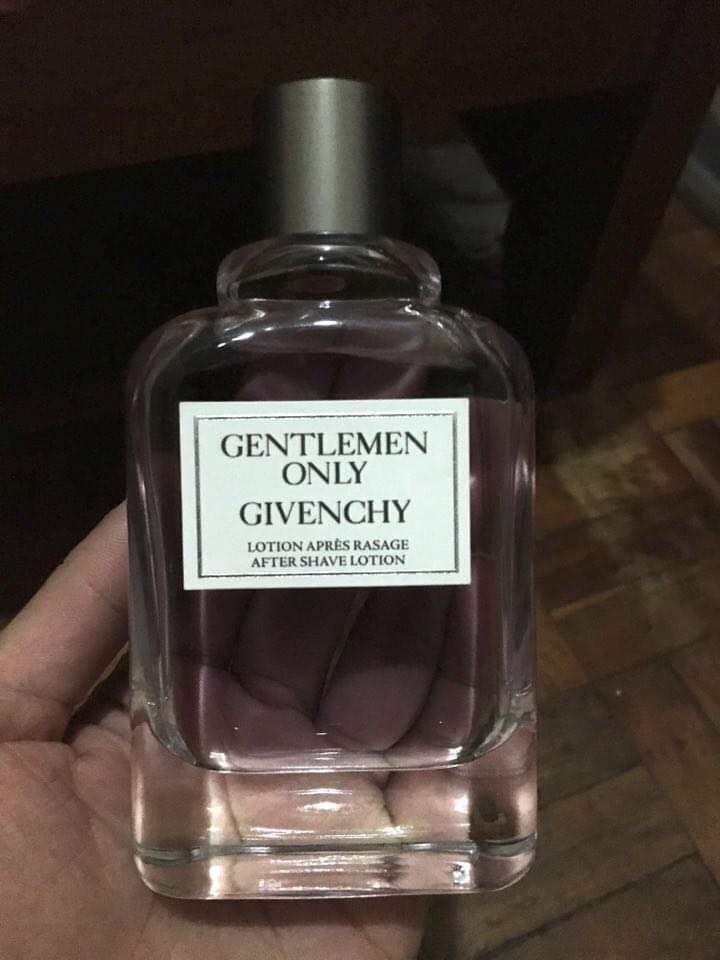 GENTLEMEN
ONLY
GIVENCHY
LOTION APRÈS RASAGE
AFTER SHAVE LOTION